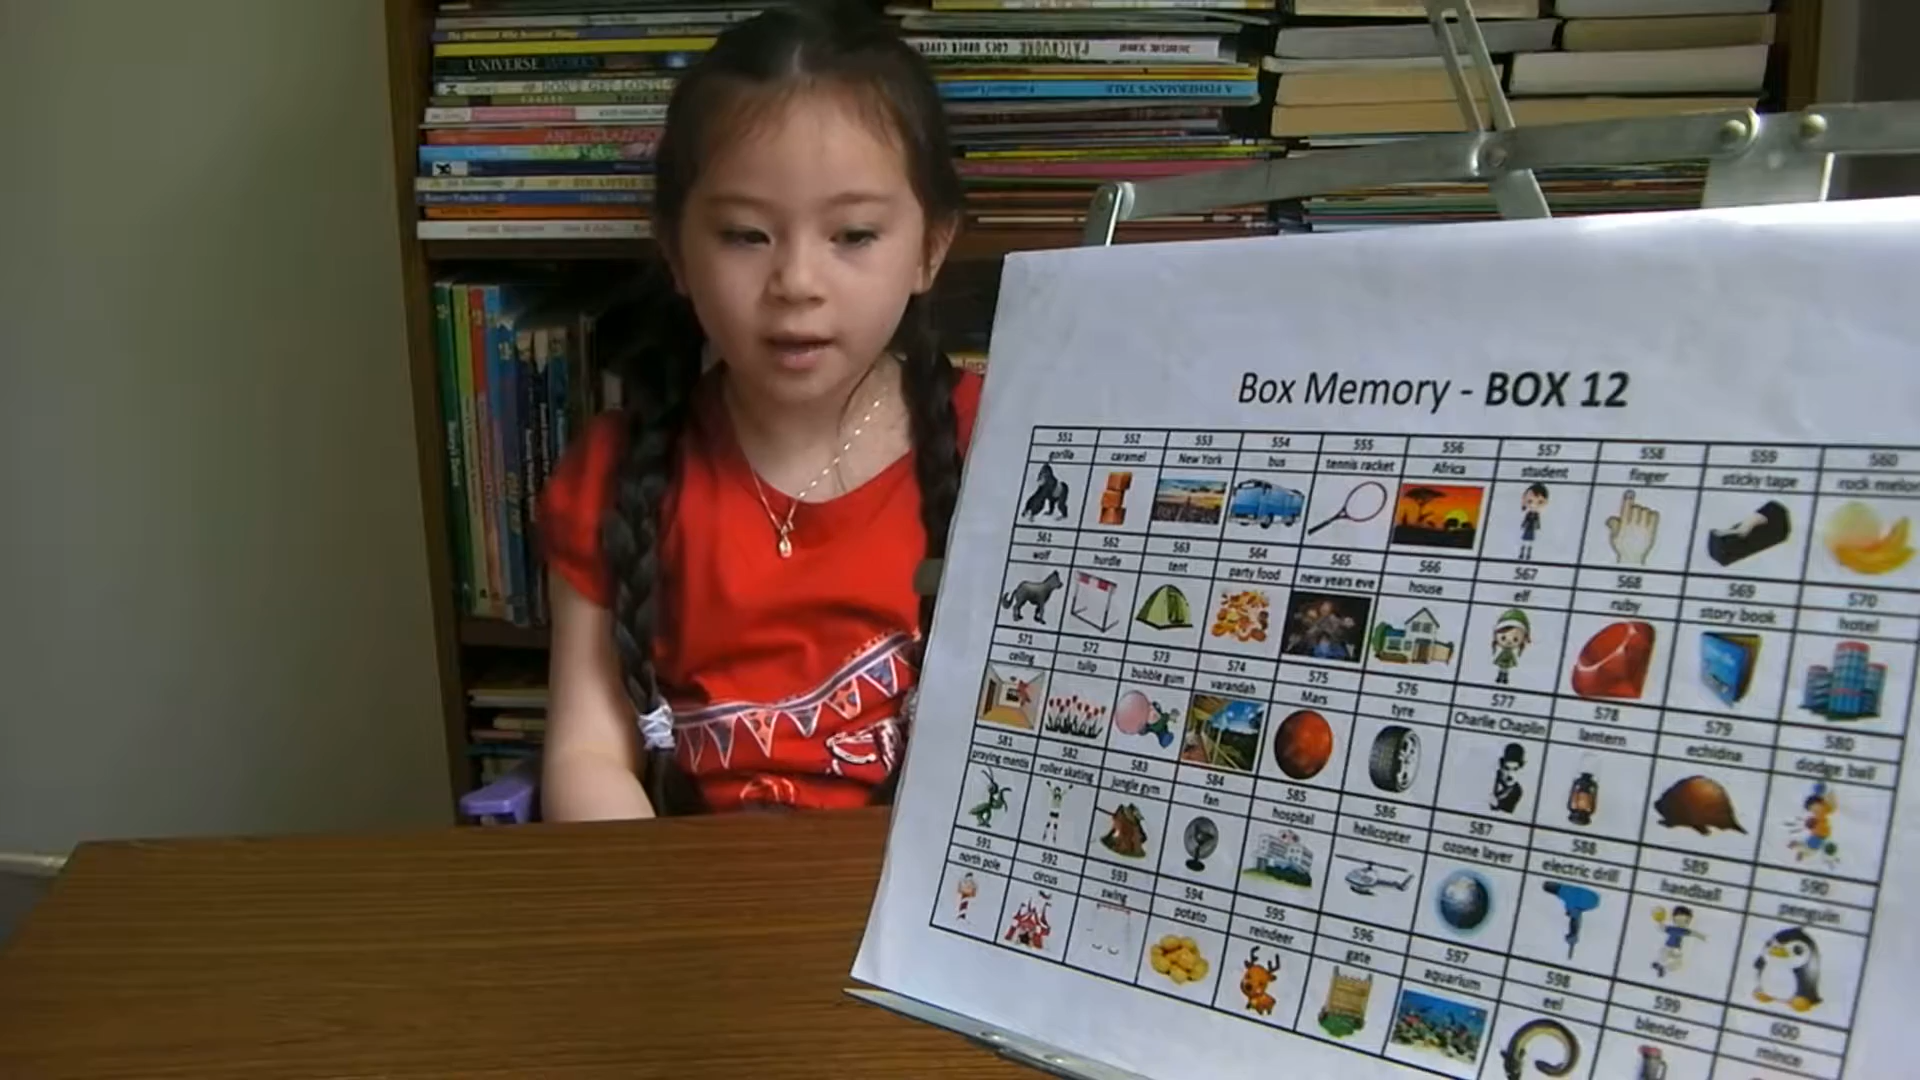 UNIVERSE
PATCHWORK
GOES UNDER COVER
A FISHERMAN'S TALE
Box Memory - BOX 12
551 552 553 554 555 556 557 558 559 560
gorilla caramel New York bus tennis racket Africa student finger sticky tape rock melon
561 562 563 564 565 566 567 568 569 570
wolf hurdle tent party food new years eve house elf ruby story book hotel
571 572 573 574 575 576 577 578 579 580
ceiling tulip bubble gum varandah Mars tyre Charlie Chaplin lantern echidna dodge ball
581 582 583 584 585 586 587 588 589 590
praying mantis roller skating jungle gym fan hospital helicopter ozone layer electric drill handball penguin
591 592 593 594 595 596 597 598 599 600
north pole circus swing potato reindeer gate aquarium eel blender mince